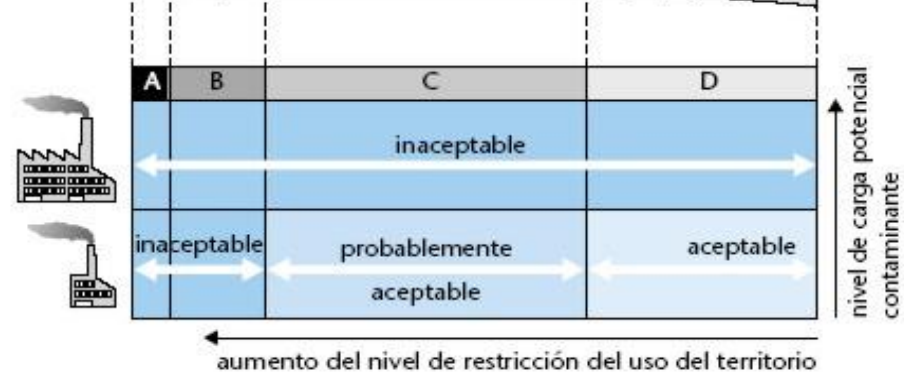 A B C D
inaceptable
inaceptable
probablemente
aceptable
aceptable
nivel de carga potencial
contaminante
aumento del nivel de restricción del uso del territorio